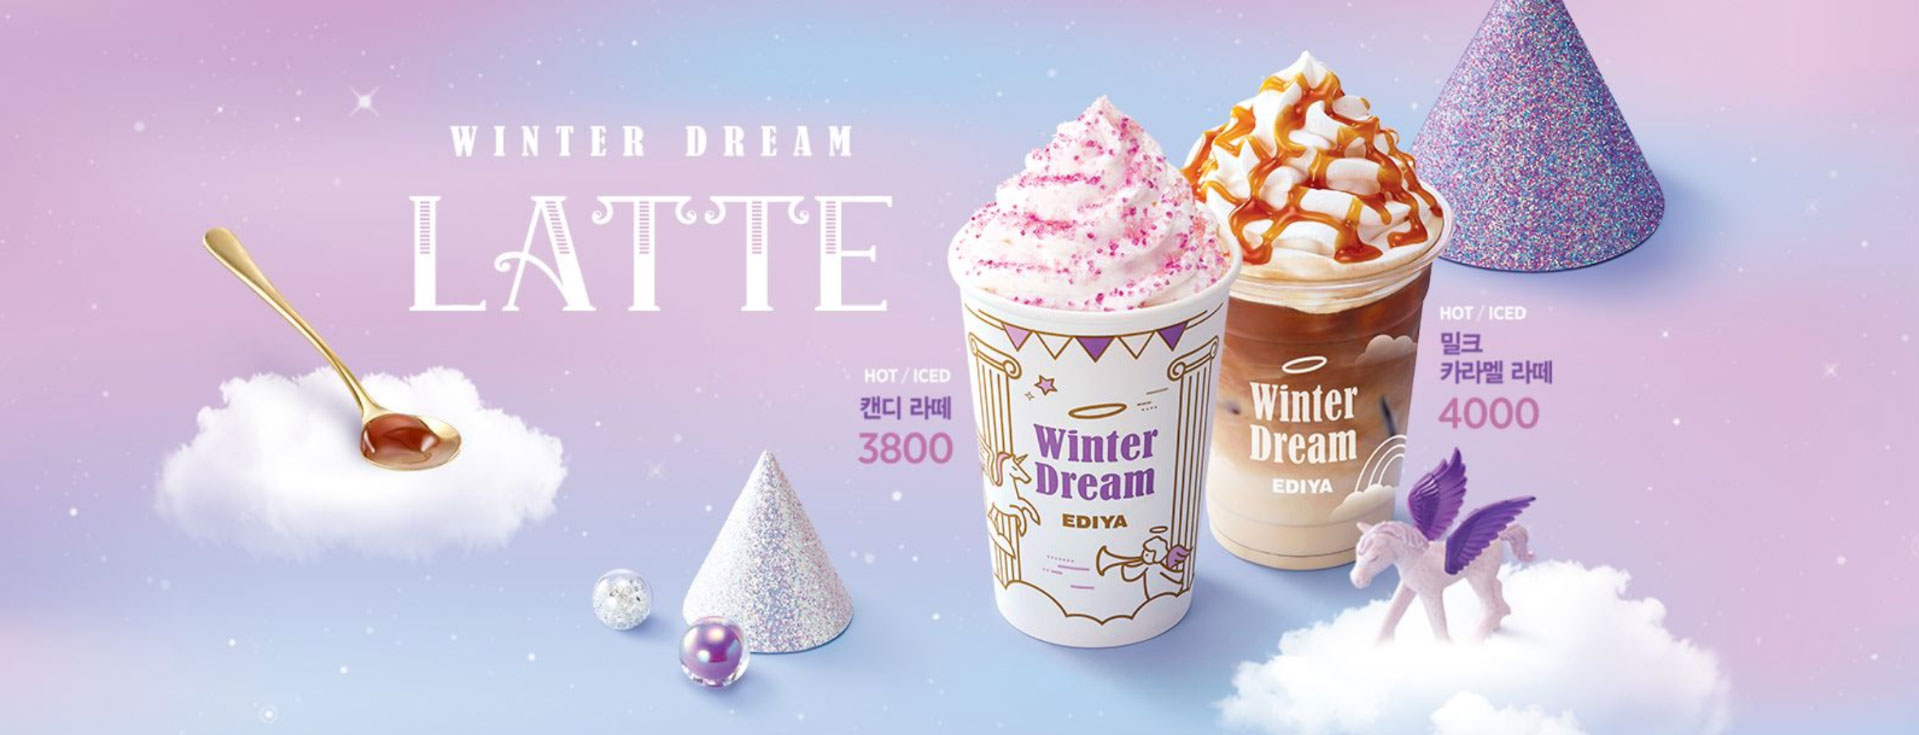 WINTER DREAM
LATTE
HOT / ICED
캔디 라떼
3800
Winter
Dream
EDIYA
Winter
Dream
EDIYA
HOT / ICED
밀크
카라멜 라떼
4000